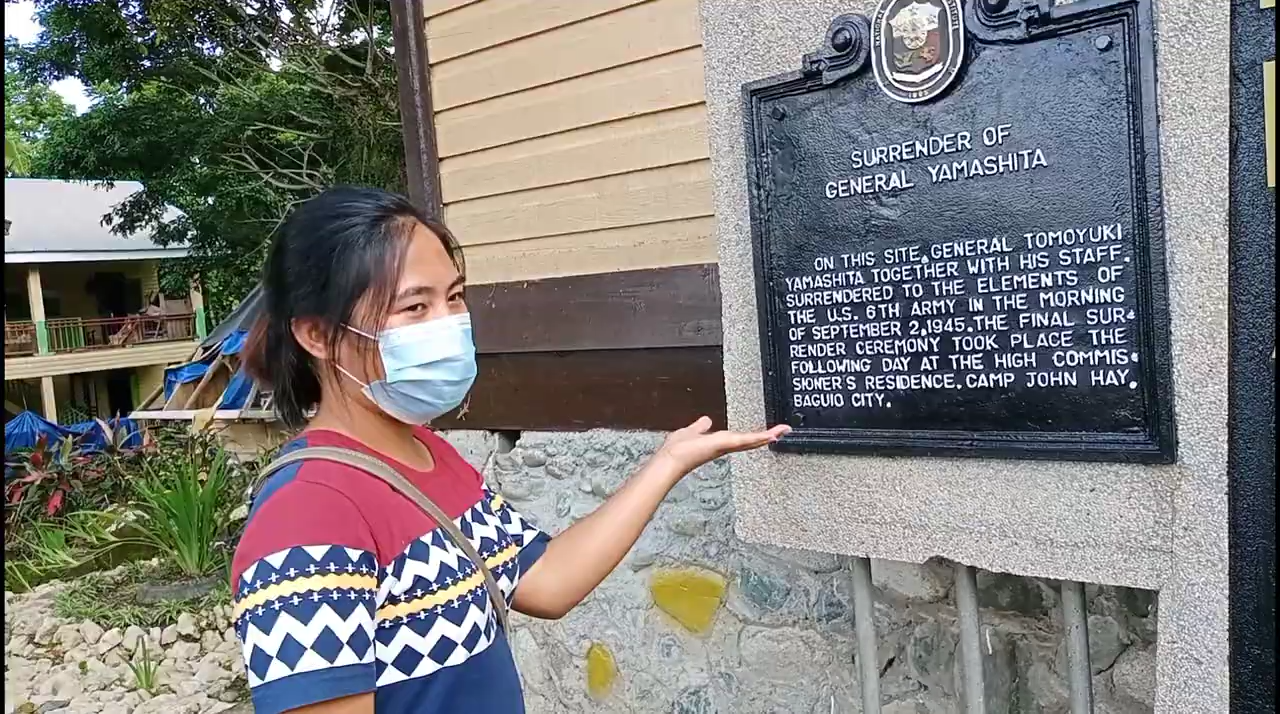 SURRENDER OF
GENERAL YAMASHITA
ON THIS SITE, GENERAL TOMOYUKI
YAMASHITA TOGETHER WITH HIS STAFF,
SURRENDERED TO THE ELEMENTS OF
THE U.S. 6TH ARMY IN THE MORNING
OF SEPTEMBER 2,1945.THE FINAL SUR-
RENDER CEREMONY TOOK PLACE THE
FOLLOWING DAY AT THE HIGH COMMIS-
SIONER'S RESIDENCE, CAMP JOHN HAY,
BAGUIO CITY.